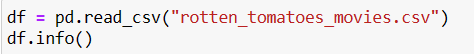 df = pd.read_csv("rotten_tomatoes_movies.csv")
df.info()